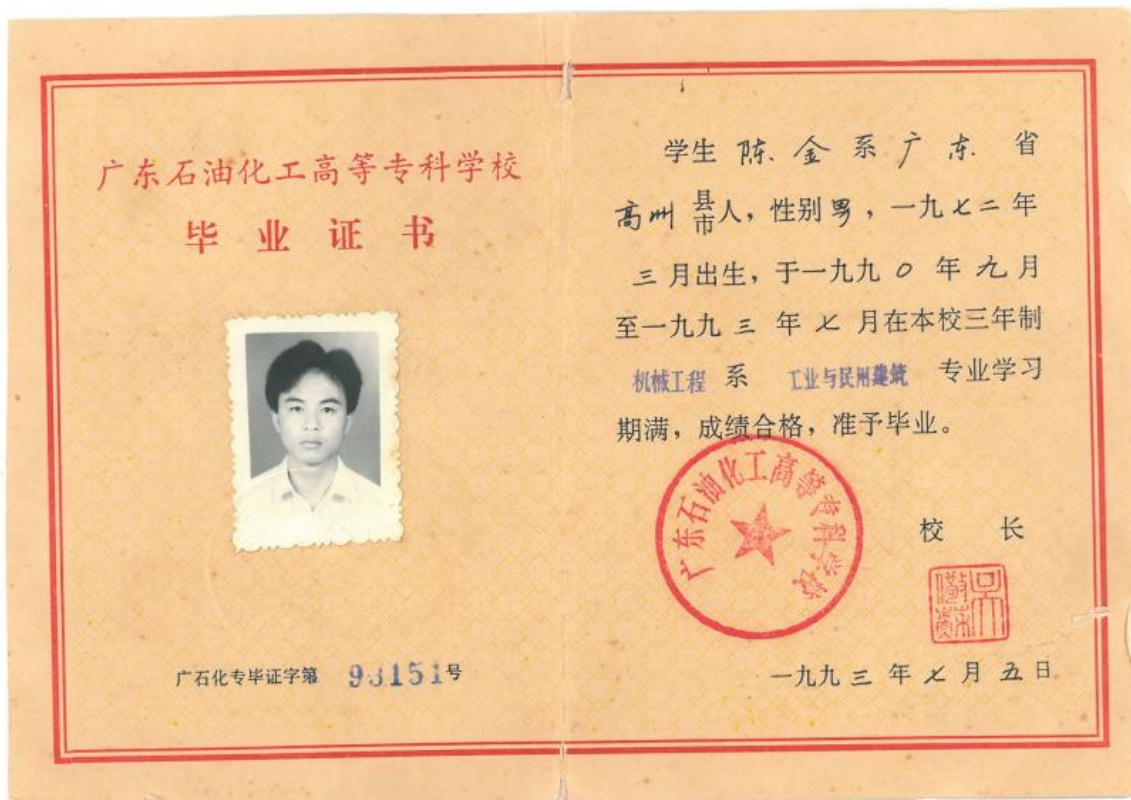 广东石油化工高等专科学校
毕业证书
广石化专毕证字第 93151号
学生 陈金 系 广东 省
高州 县市人，性别男，一九七二年
三月出生，于一九九〇年九月
至一九九三年七月在本校三年制
机械工程 系 工业与民用建筑 专业学习
期满，成绩合格，准予毕业。
广东石油化工高等专科学校
校长
一九九三年七月五日